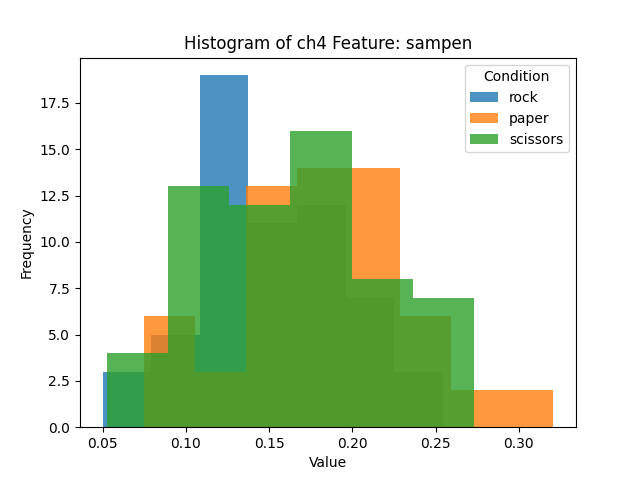 Histogram of ch4 Feature: sampen
Condition
rock
paper
scissors
17.5
15.0
12.5
10.0
7.5
5.0
2.5
0.0
Frequency
0.05 0.10 0.15 0.20 0.25 0.30
Value